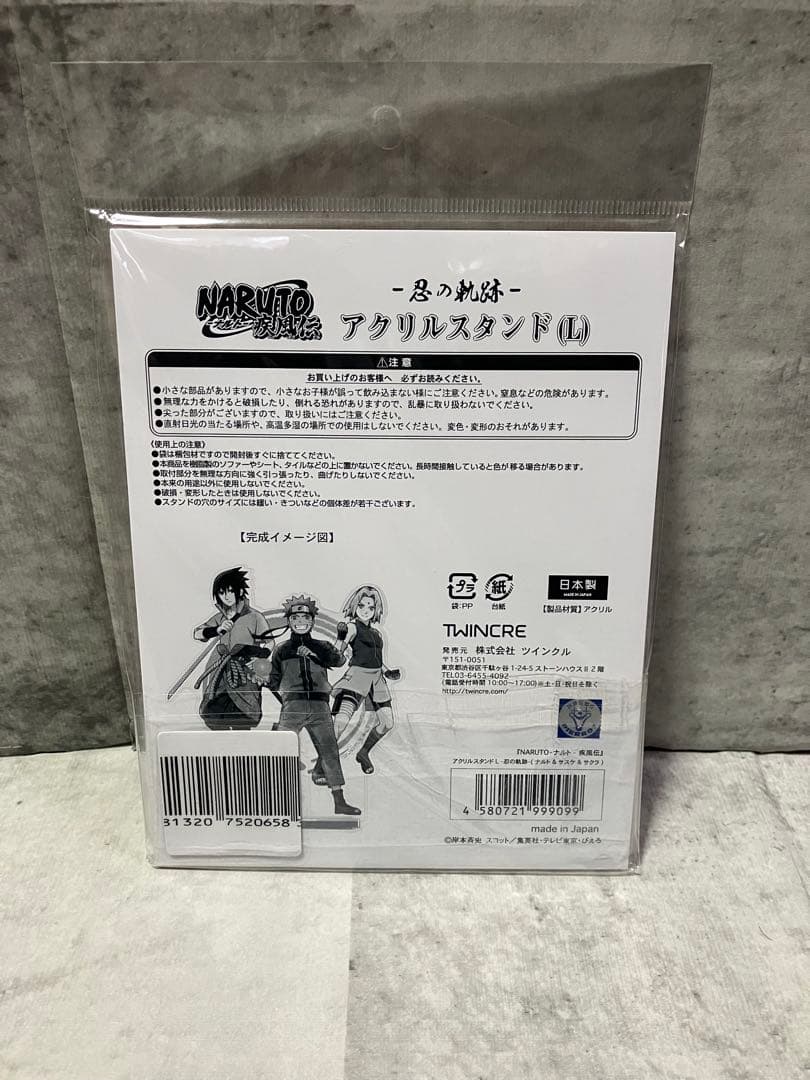 NARUTO
-ナルト-
疾風伝
-忍の軌跡-
アクリルスタンド(L)
⚠注意
お買い上げのお客様へ 必ずお読みください。
●小さな部品がありますので、小さなお子様が誤って飲み込まない様にご注意ください。窒息などの危険があります。
●無理な力をかけると破損したり、倒れる恐れがありますので、乱暴に取り扱わないでください。
●尖った部分がございますので、取り扱いにはご注意ください。
●直射日光の当たる場所や、高温多湿の場所での使用はしないでください。変色・変形のおそれがあります。
〈使用上の注意〉
●袋は梱包材ですので開封後すぐに捨ててください。
●本商品を樹脂製のソファーやシート、タイルなどの上に置かないでください。長時間接触していると色が移る場合があります。
●取付部分を無理な方向に強く引っ張ったり、曲げたりしないでください。
●本来の用途以外に使用しないでください。
●破損・変形したときは使用しないでください。
●スタンドの穴のサイズには緩い・きついなどの個体差が若干ございます。
【完成イメージ図】
プラ
袋:PP
紙
台紙
日本製
MADE IN JAPAN
【製品材質】アクリル
TWINCRE
発売元 株式会社 ツインクル
〒151-0051
東京都渋谷区千駄ヶ谷1-24-5 ストーンハウスⅡ 2階
TEL03-6455-4092
(電話受付時間 10:00~17:00)※土・日・祝日を除く
http://twincre.com/
『NARUTO-ナルト- 疾風伝』
アクリルスタンドL -忍の軌跡-(ナルト&サスケ&サクラ)
4 580721 999099
made in Japan
©岸本斉史 スコット/集英社・テレビ東京・ぴえろ
31320 7520658